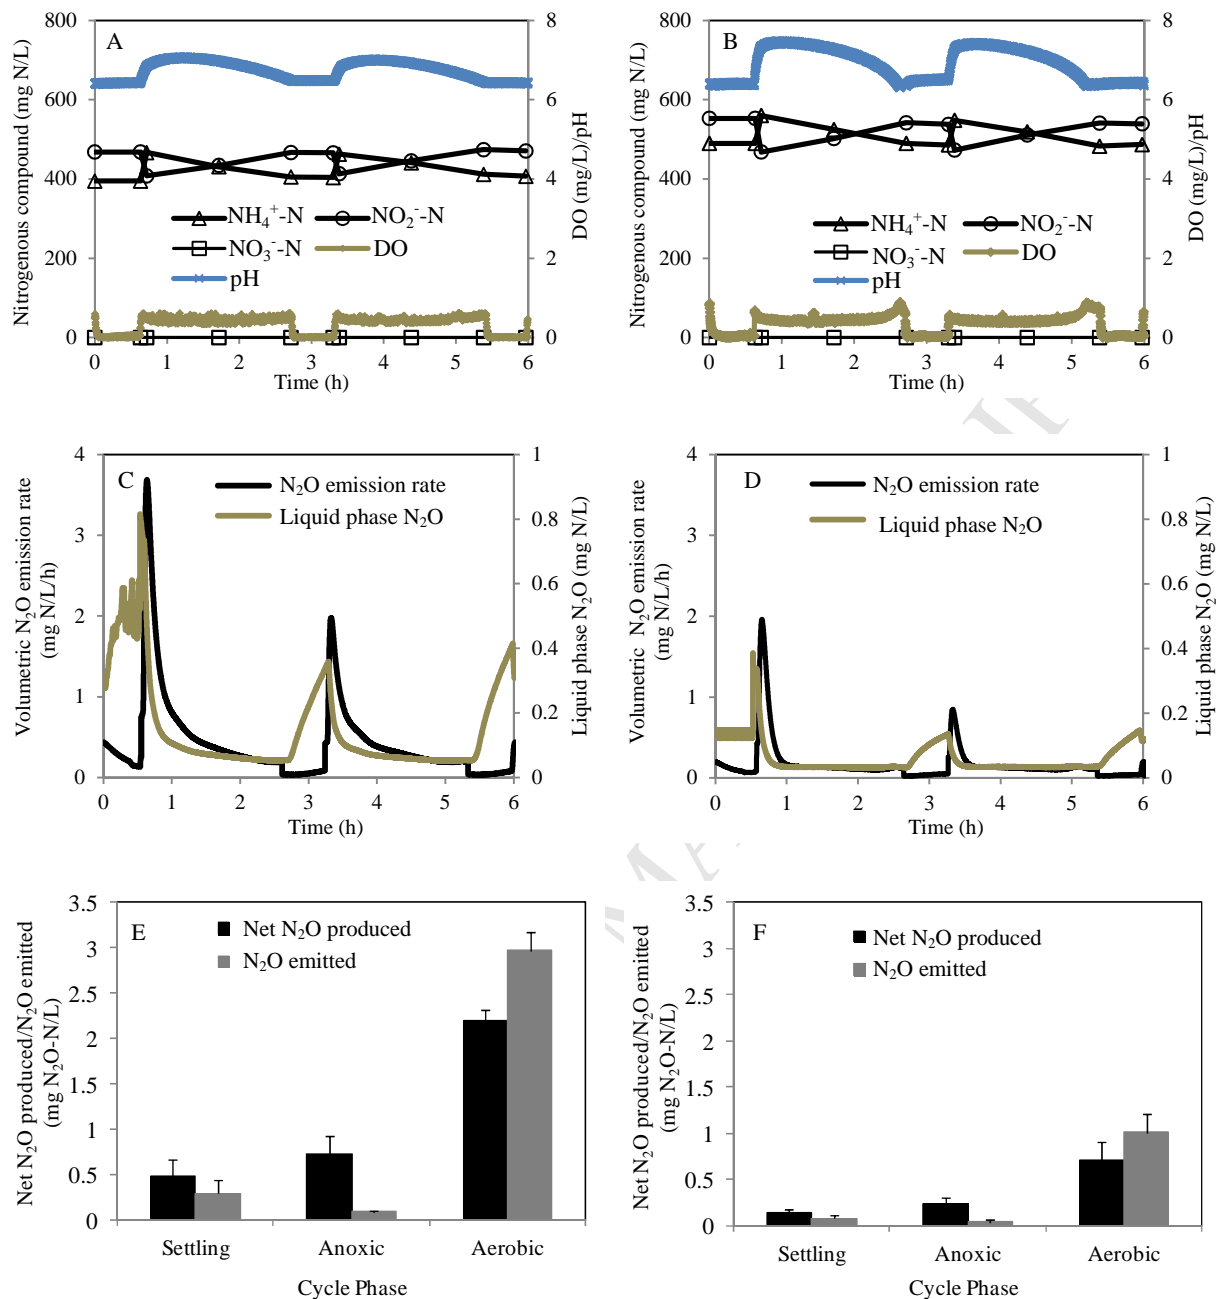 A
Nitrogenous compound (mg N/L)
800
600
400
200
0
8
6
4
2
0
DO (mg/L)/pH
NH₄⁺-N
NO₂⁻-N
NO₃⁻-N
DO
pH
0 1 2 3 4 5 6
Time (h)
B
Nitrogenous compound (mg N/L)
800
600
400
200
0
8
6
4
2
0
DO (mg/L)/pH
NH₄⁺-N
NO₂⁻-N
NO₃⁻-N
DO
pH
0 1 2 3 4 5 6
Time (h)
C
Volumetric N₂O emission rate
(mg N/L/h)
4
3
2
1
0
1
0.8
0.6
0.4
0.2
0
Liquid phase N₂O (mg N/L)
N₂O emission rate
Liquid phase N₂O
0 1 2 3 4 5 6
Time (h)
D
Volumetric N₂O emission rate
(mg N/L/h)
4
3
2
1
0
1
0.8
0.6
0.4
0.2
0
Liquid phase N₂O (mg N/L)
N₂O emission rate
Liquid phase N₂O
0 1 2 3 4 5 6
Time (h)
E
Net N₂O produced/N₂O emitted
(mg N₂O-N/L)
3.5
3
2.5
2
1.5
1
0.5
0
Net N₂O produced
N₂O emitted
Settling Anoxic Aerobic
Cycle Phase
F
Net N₂O produced/N₂O emitted
(mg N₂O-N/L)
3.5
3
2.5
2
1.5
1
0.5
0
Net N₂O produced
N₂O emitted
Settling Anoxic Aerobic
Cycle Phase